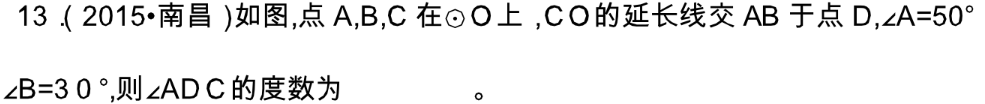 13 .( 2015•南昌 )如图,点 A,B,C 在⊙O上 ,CO的延长线交 AB 于点 D,∠A=50°
∠B=3 0 °,则∠AD C的度数为 。